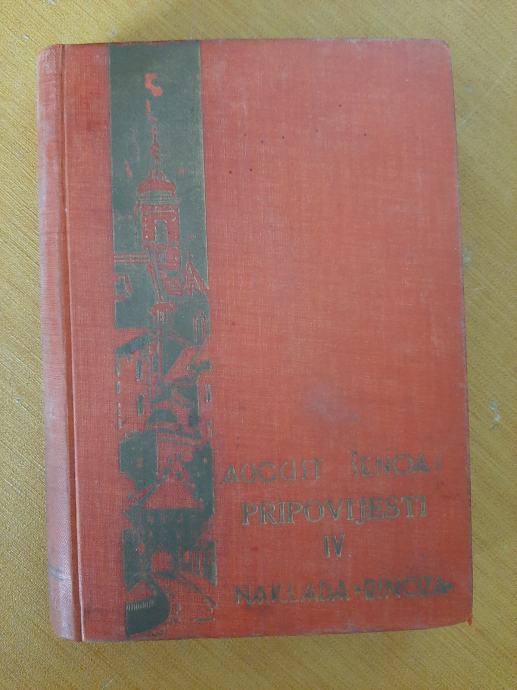 AUGUST ŠENOA:
PRIPOVIJESTI
IV.
NAKLADA »BINOZA«